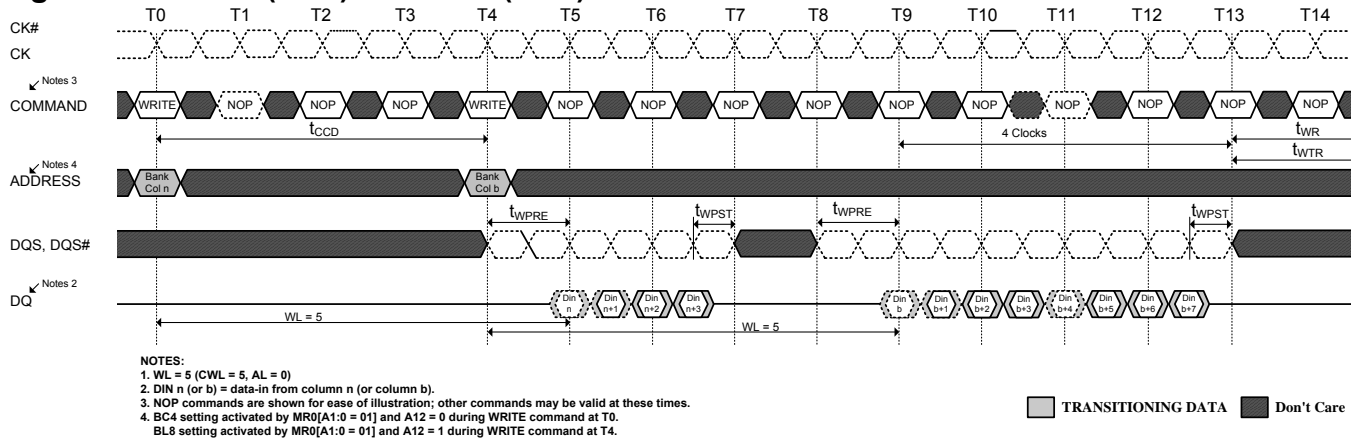 T0 T1 T2 T3 T4 T5 T6 T7 T8 T9 T10 T11 T12 T13 T14
CK#
CK
Notes 3
COMMAND
WRITE NOP NOP NOP WRITE NOP NOP NOP NOP NOP NOP NOP NOP NOP NOP
tCCD
4 Clocks
tWR
tWTR
Notes 4
ADDRESS
Bank Bank
Col n Col b
tWPRE tWPST tWPRE tWPST
DQS, DQS#
Notes 2
DQ
Din Din Din Din Din Din Din Din Din Din Din Din
n n+1 n+2 n+3 b b+1 b+2 b+3 b+4 b+5 b+6 b+7
WL = 5
WL = 5
NOTES:
1. WL = 5 (CWL = 5, AL = 0)
2. DIN n (or b) = data-in from column n (or column b).
3. NOP commands are shown for ease of illustration; other commands may be valid at these times.
4. BC4 setting activated by MR0[A1:0 = 01] and A12 = 0 during WRITE command at T0.
BL8 setting activated by MR0[A1:0 = 01] and A12 = 1 during WRITE command at T4.
TRANSITIONING DATA Don't Care